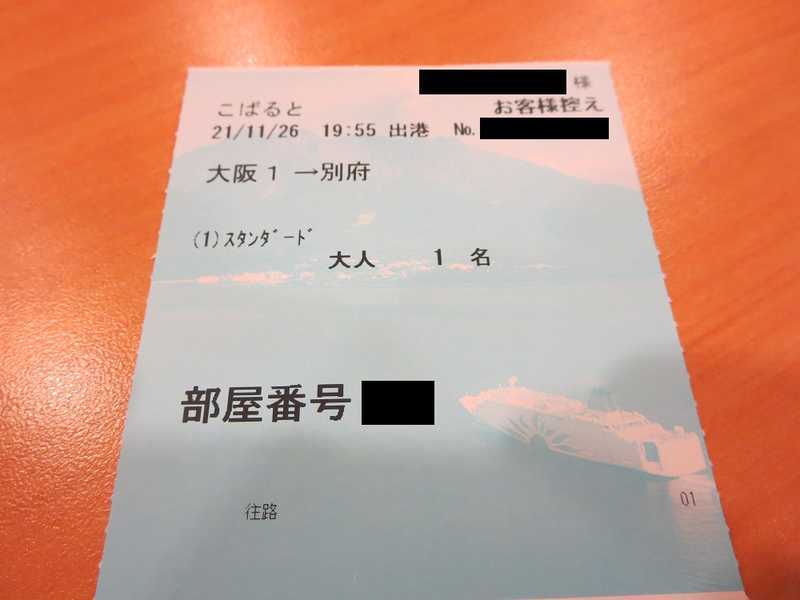 様
お客様控え
こばると
21/11/26 19:55 出港 No.
大阪1 →別府
(1)ｽﾀﾝﾀﾞｰﾄﾞ
大人 1 名
部屋番号
往路
01